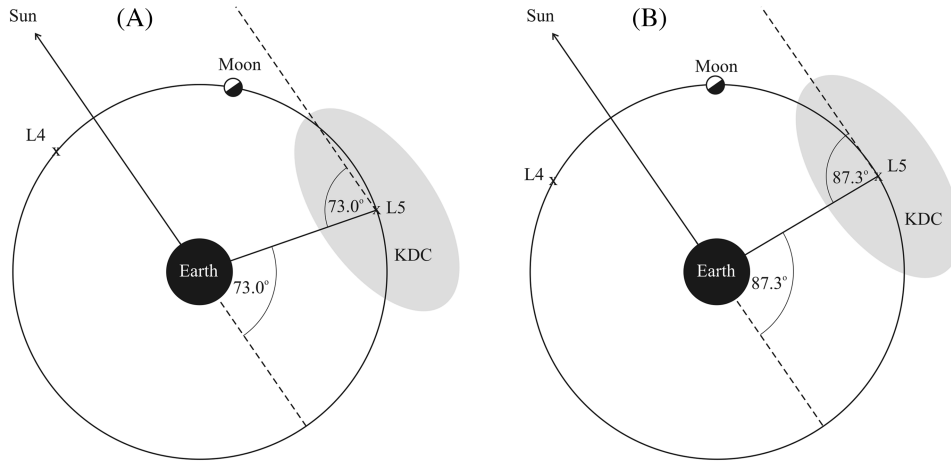 (A)
Sun
Moon
L4
L5
73.0°
KDC
Earth
73.0°
(B)
Sun
Moon
L4
L5
87.3°
KDC
Earth
87.3°